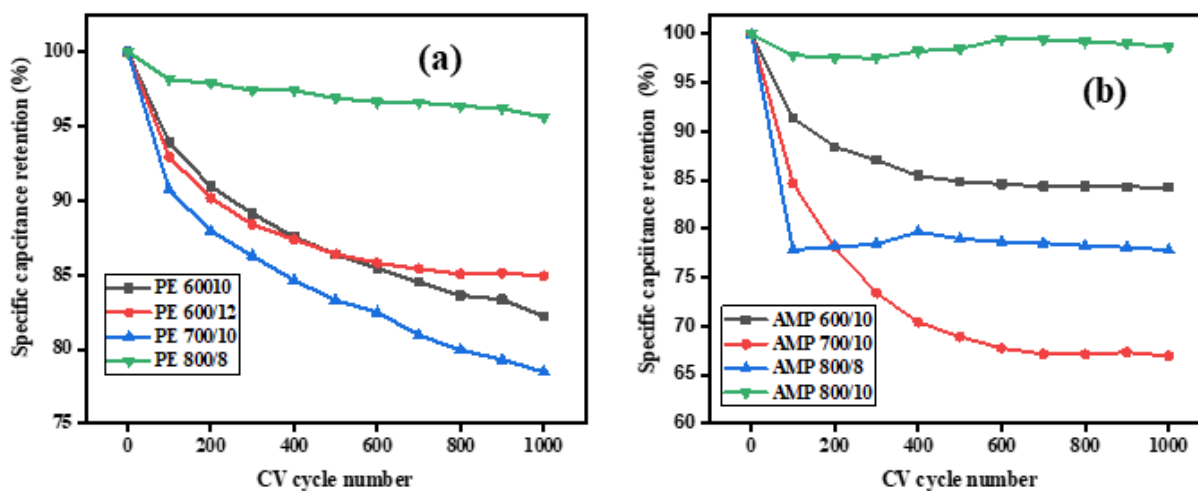 (a)
Specific capcitance retention (%)
100
95
90
85
80
75
PE 60010
PE 600/12
PE 700/10
PE 800/8
0 200 400 600 800 1000
CV cycle number
(b)
Specific capciitance retention (%)
100
95
90
85
80
75
70
65
60
AMP 600/10
AMP 700/10
AMP 800/8
AMP 800/10
0 200 400 600 800 1000
CV cycle number